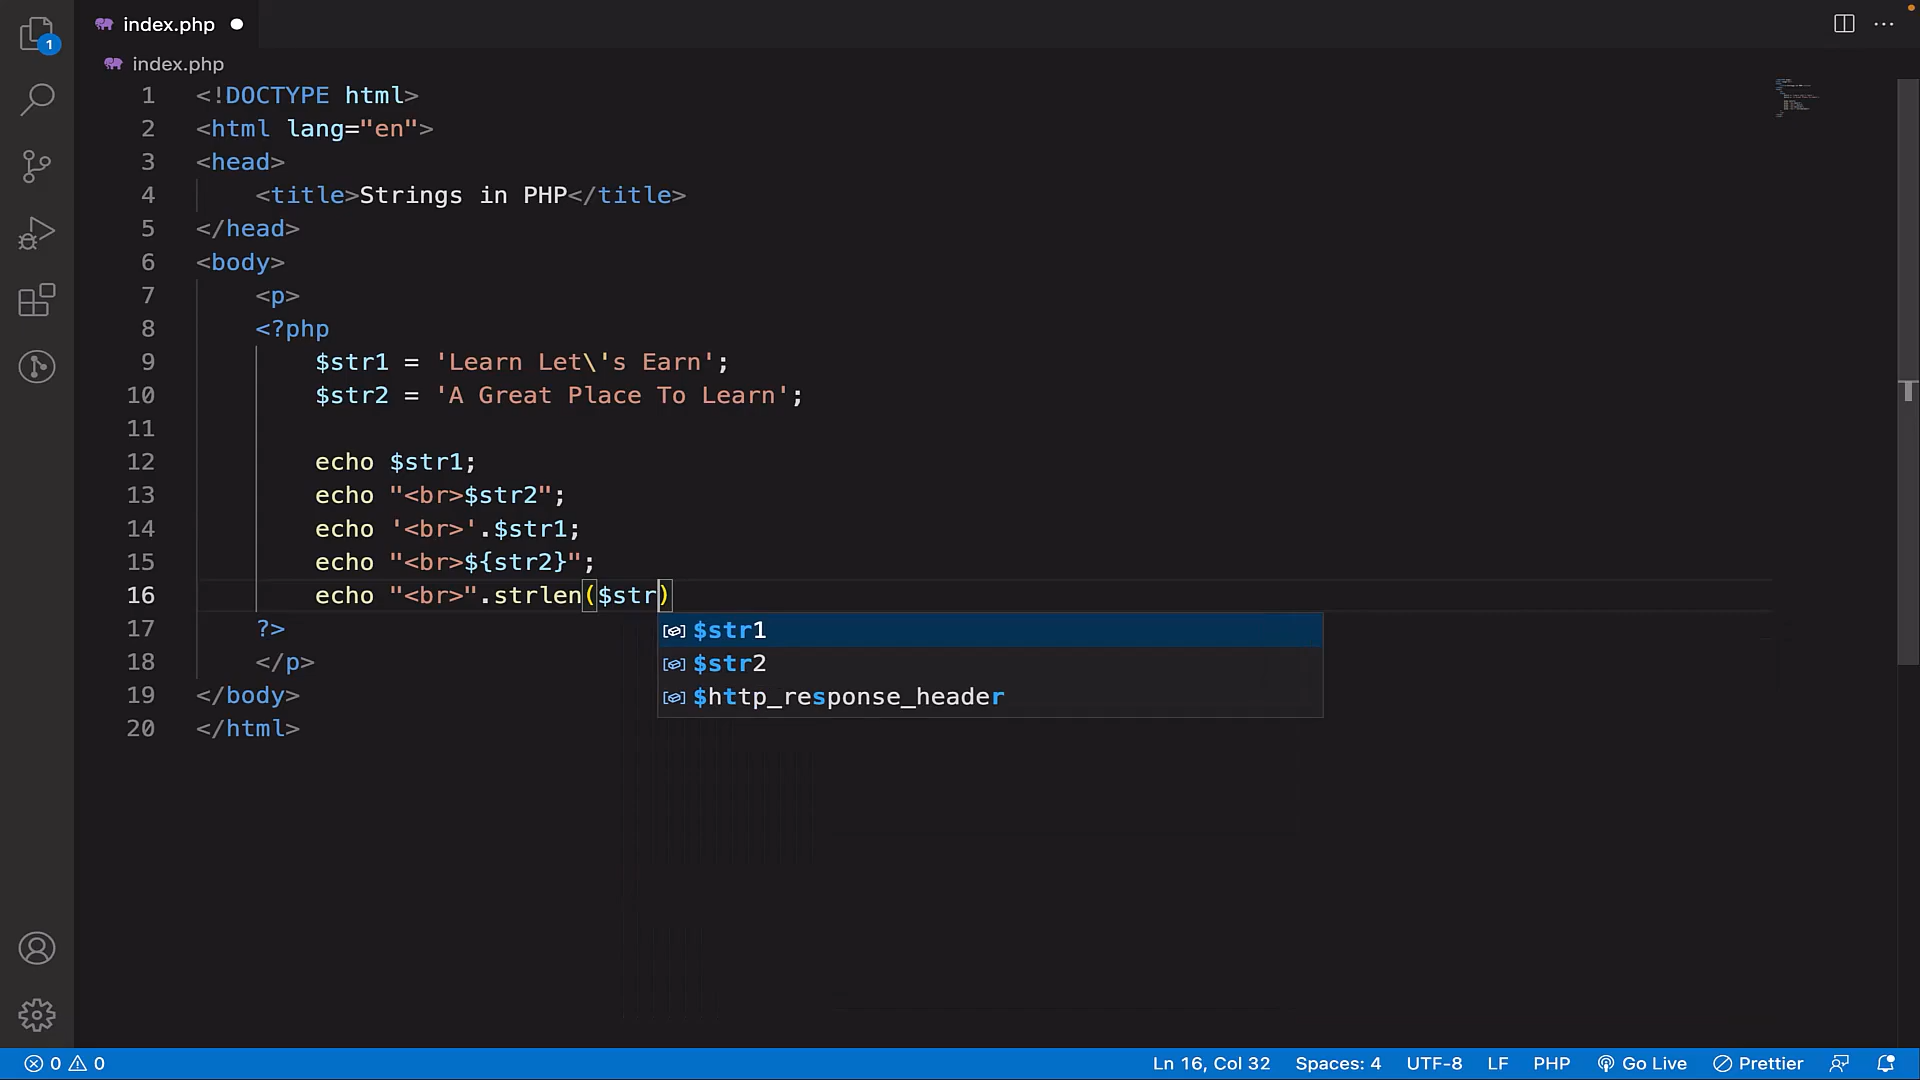 index.php
index.php
1 <!DOCTYPE html>
2 <html lang="en">
3 <head>
4     <title>Strings in PHP</title>
5 </head>
6 <body>
7     <p>
8     <?php
9         $str1 = 'Learn Let\'s Earn';
10         $str2 = 'A Great Place To Learn';
11
12         echo $str1;
13         echo "<br>$str2";
14         echo '<br>'.$str1;
15         echo "<br>${str2}";
16         echo "<br>".strlen($str)
17     ?>
18     </p>
19 </body>
20 </html>
$str1
$str2
$http_response_header
1
0 0 Ln 16, Col 32 Spaces: 4 UTF-8 LF PHP Go Live Prettier